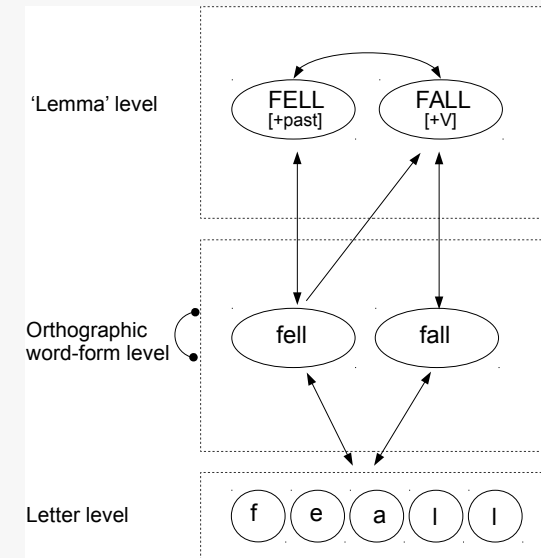 ‘Lemma’ level
FELL
[+past]
FALL
[+V]
Orthographic
word-form level
fell
fall
Letter level
f e a l l